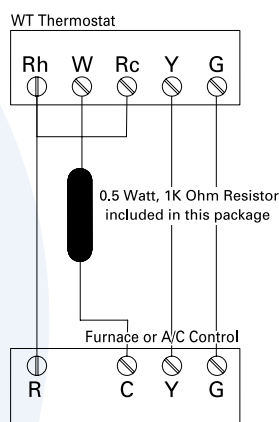 WT Thermostat
Rh W Rc Y G
0.5 Watt, 1K Ohm Resistor
included in this package
Furnace or A/C Control
R C Y G